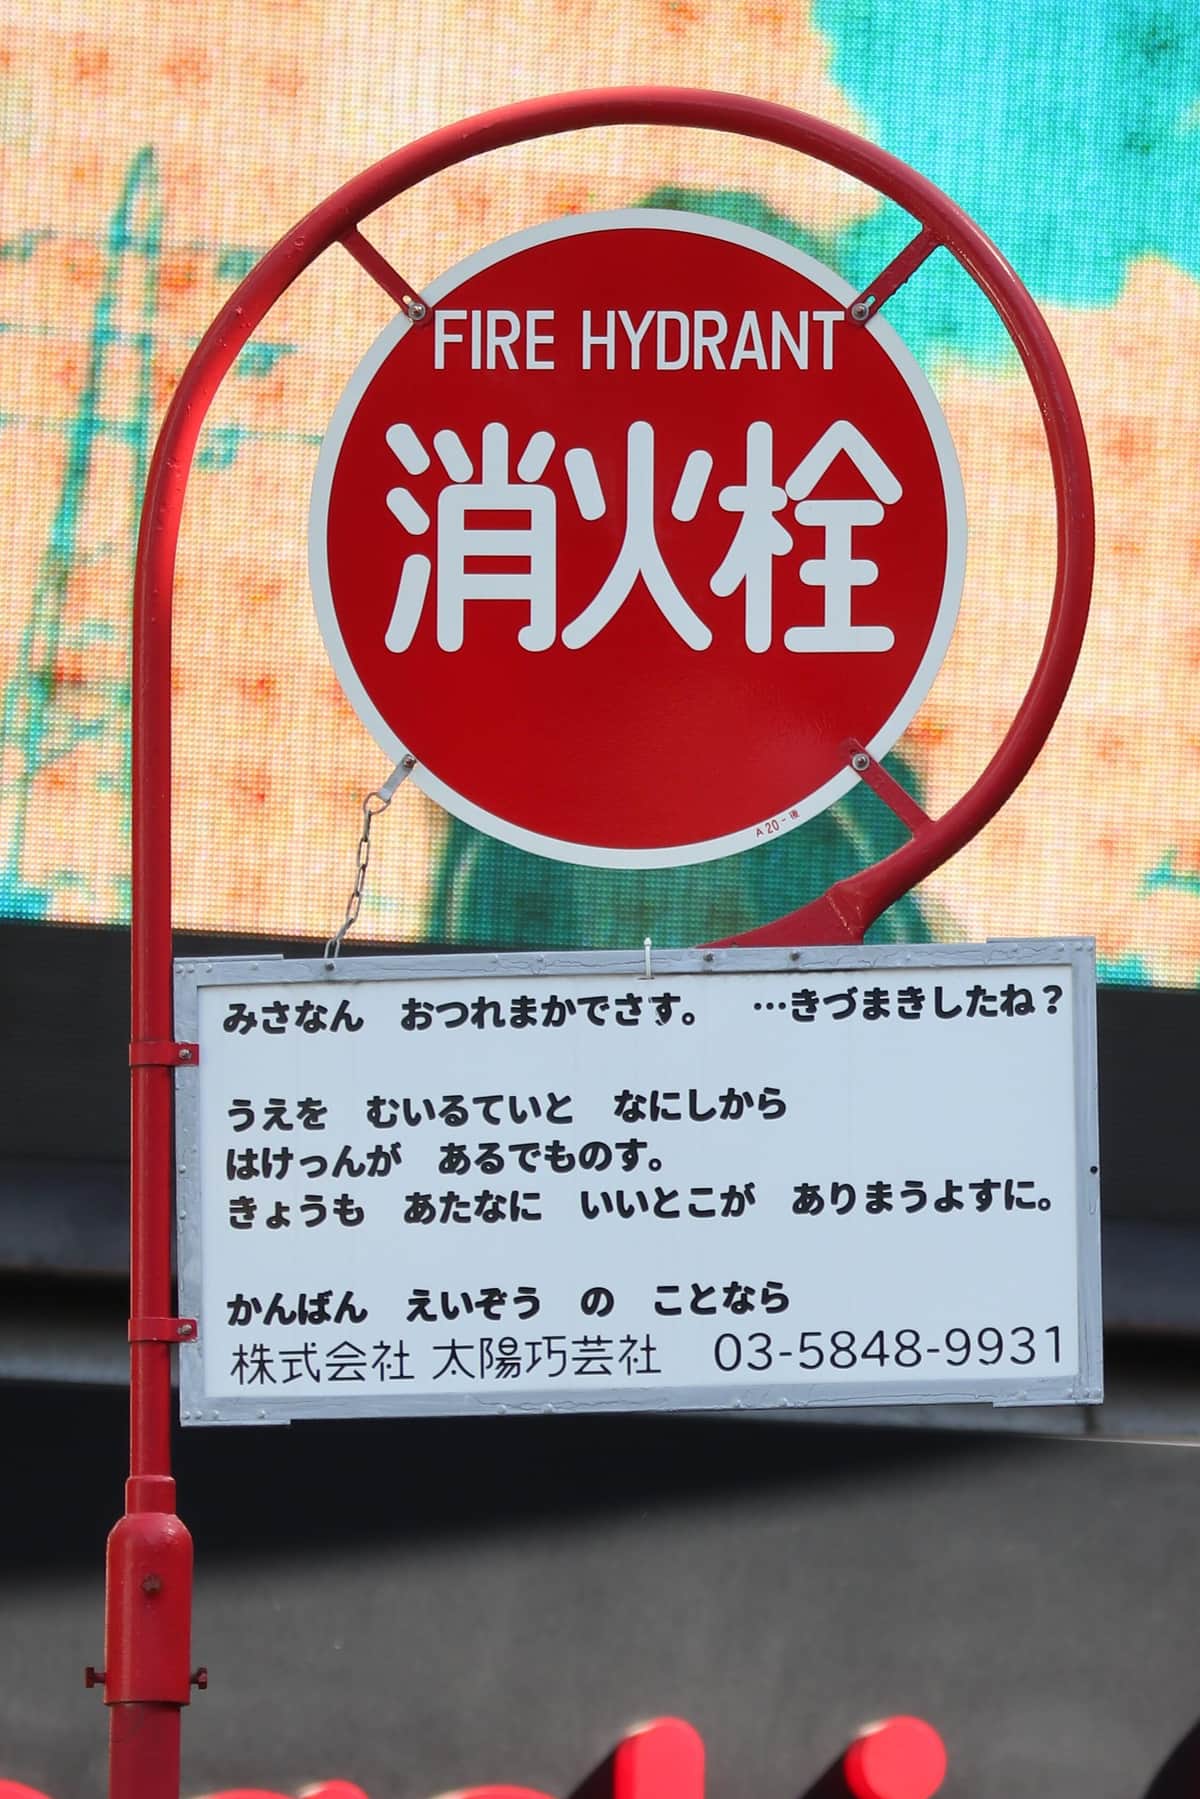 FIRE HYDRANT
消火栓
A20-後
みさなん　おつれまかでさす。　…きづまきしたね？
うえを　むいるていと　なにしから
はけっんが　あるでものす。
きょうも　あたなに　いいとこが　ありまうよすに。
かんばん　えいぞう　の　ことなら
株式会社 太陽巧芸社　03-5848-9931